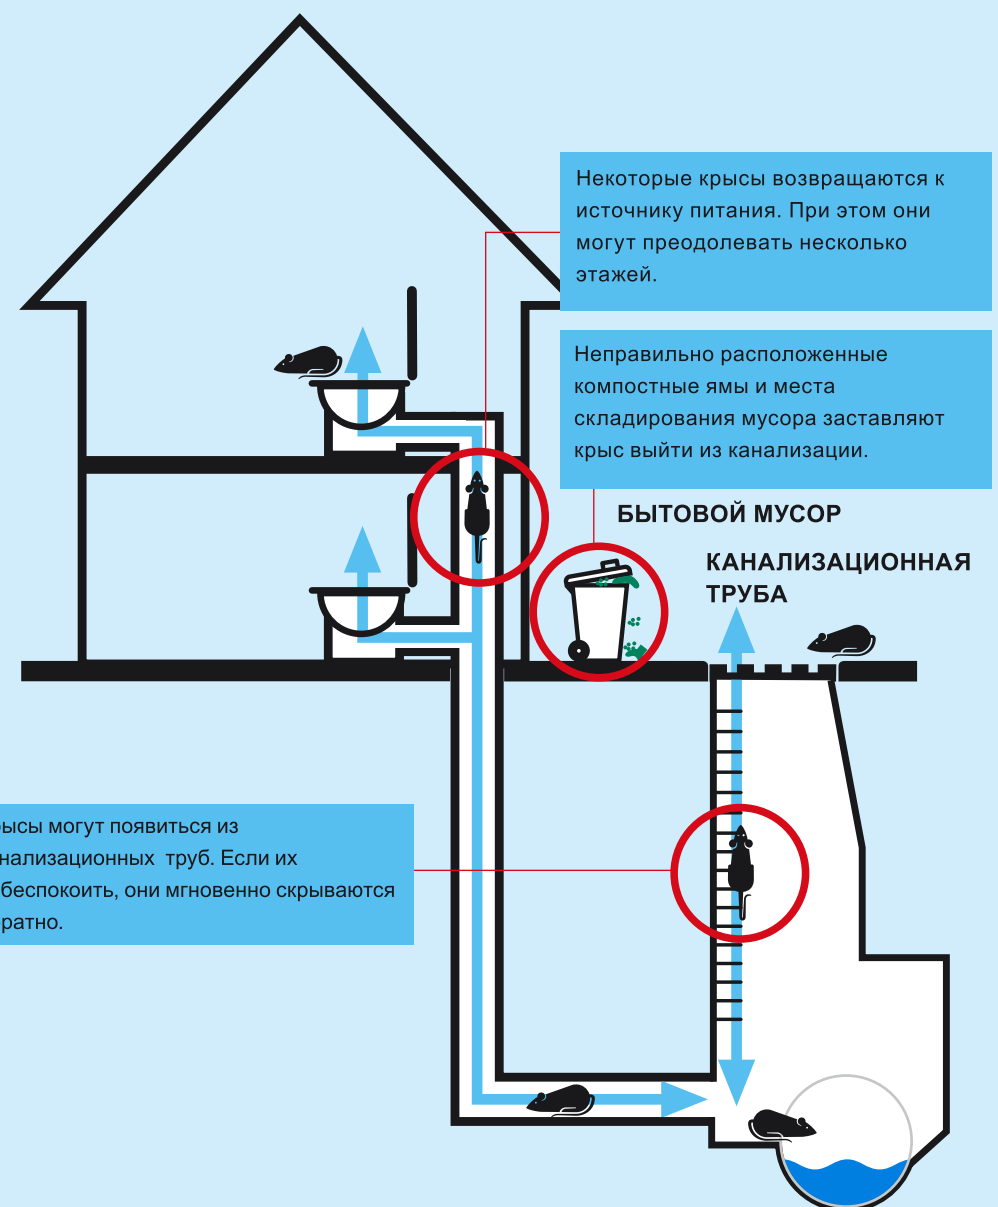 Некоторые крысы возвращаются к
источнику питания. При этом они
могут преодолевать несколько
этажей.
Неправильно расположенные
компостные ямы и места
складирования мусора заставляют
крыс выйти из канализации.
БЫТОВОЙ МУСОР
КАНАЛИЗАЦИОННАЯ
ТРУБА
могут появиться из
труб. Если их
они мгновенно скрываются